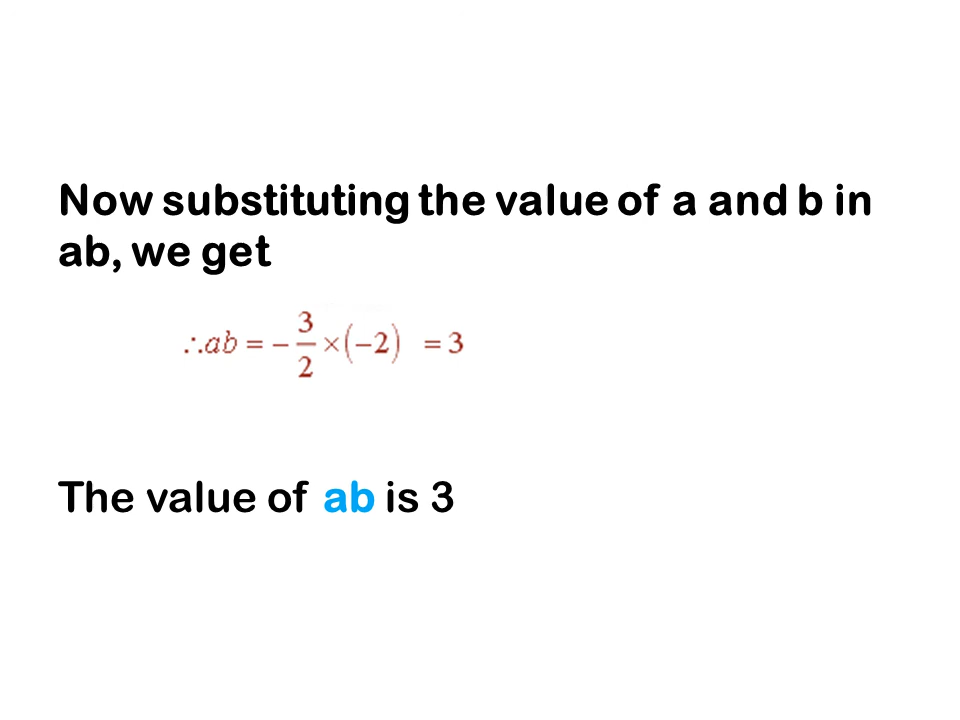 Now substituting the value of a and b in
ab, we get
∴ab = −3/2 ×(−2) = 3
The value of ab is 3